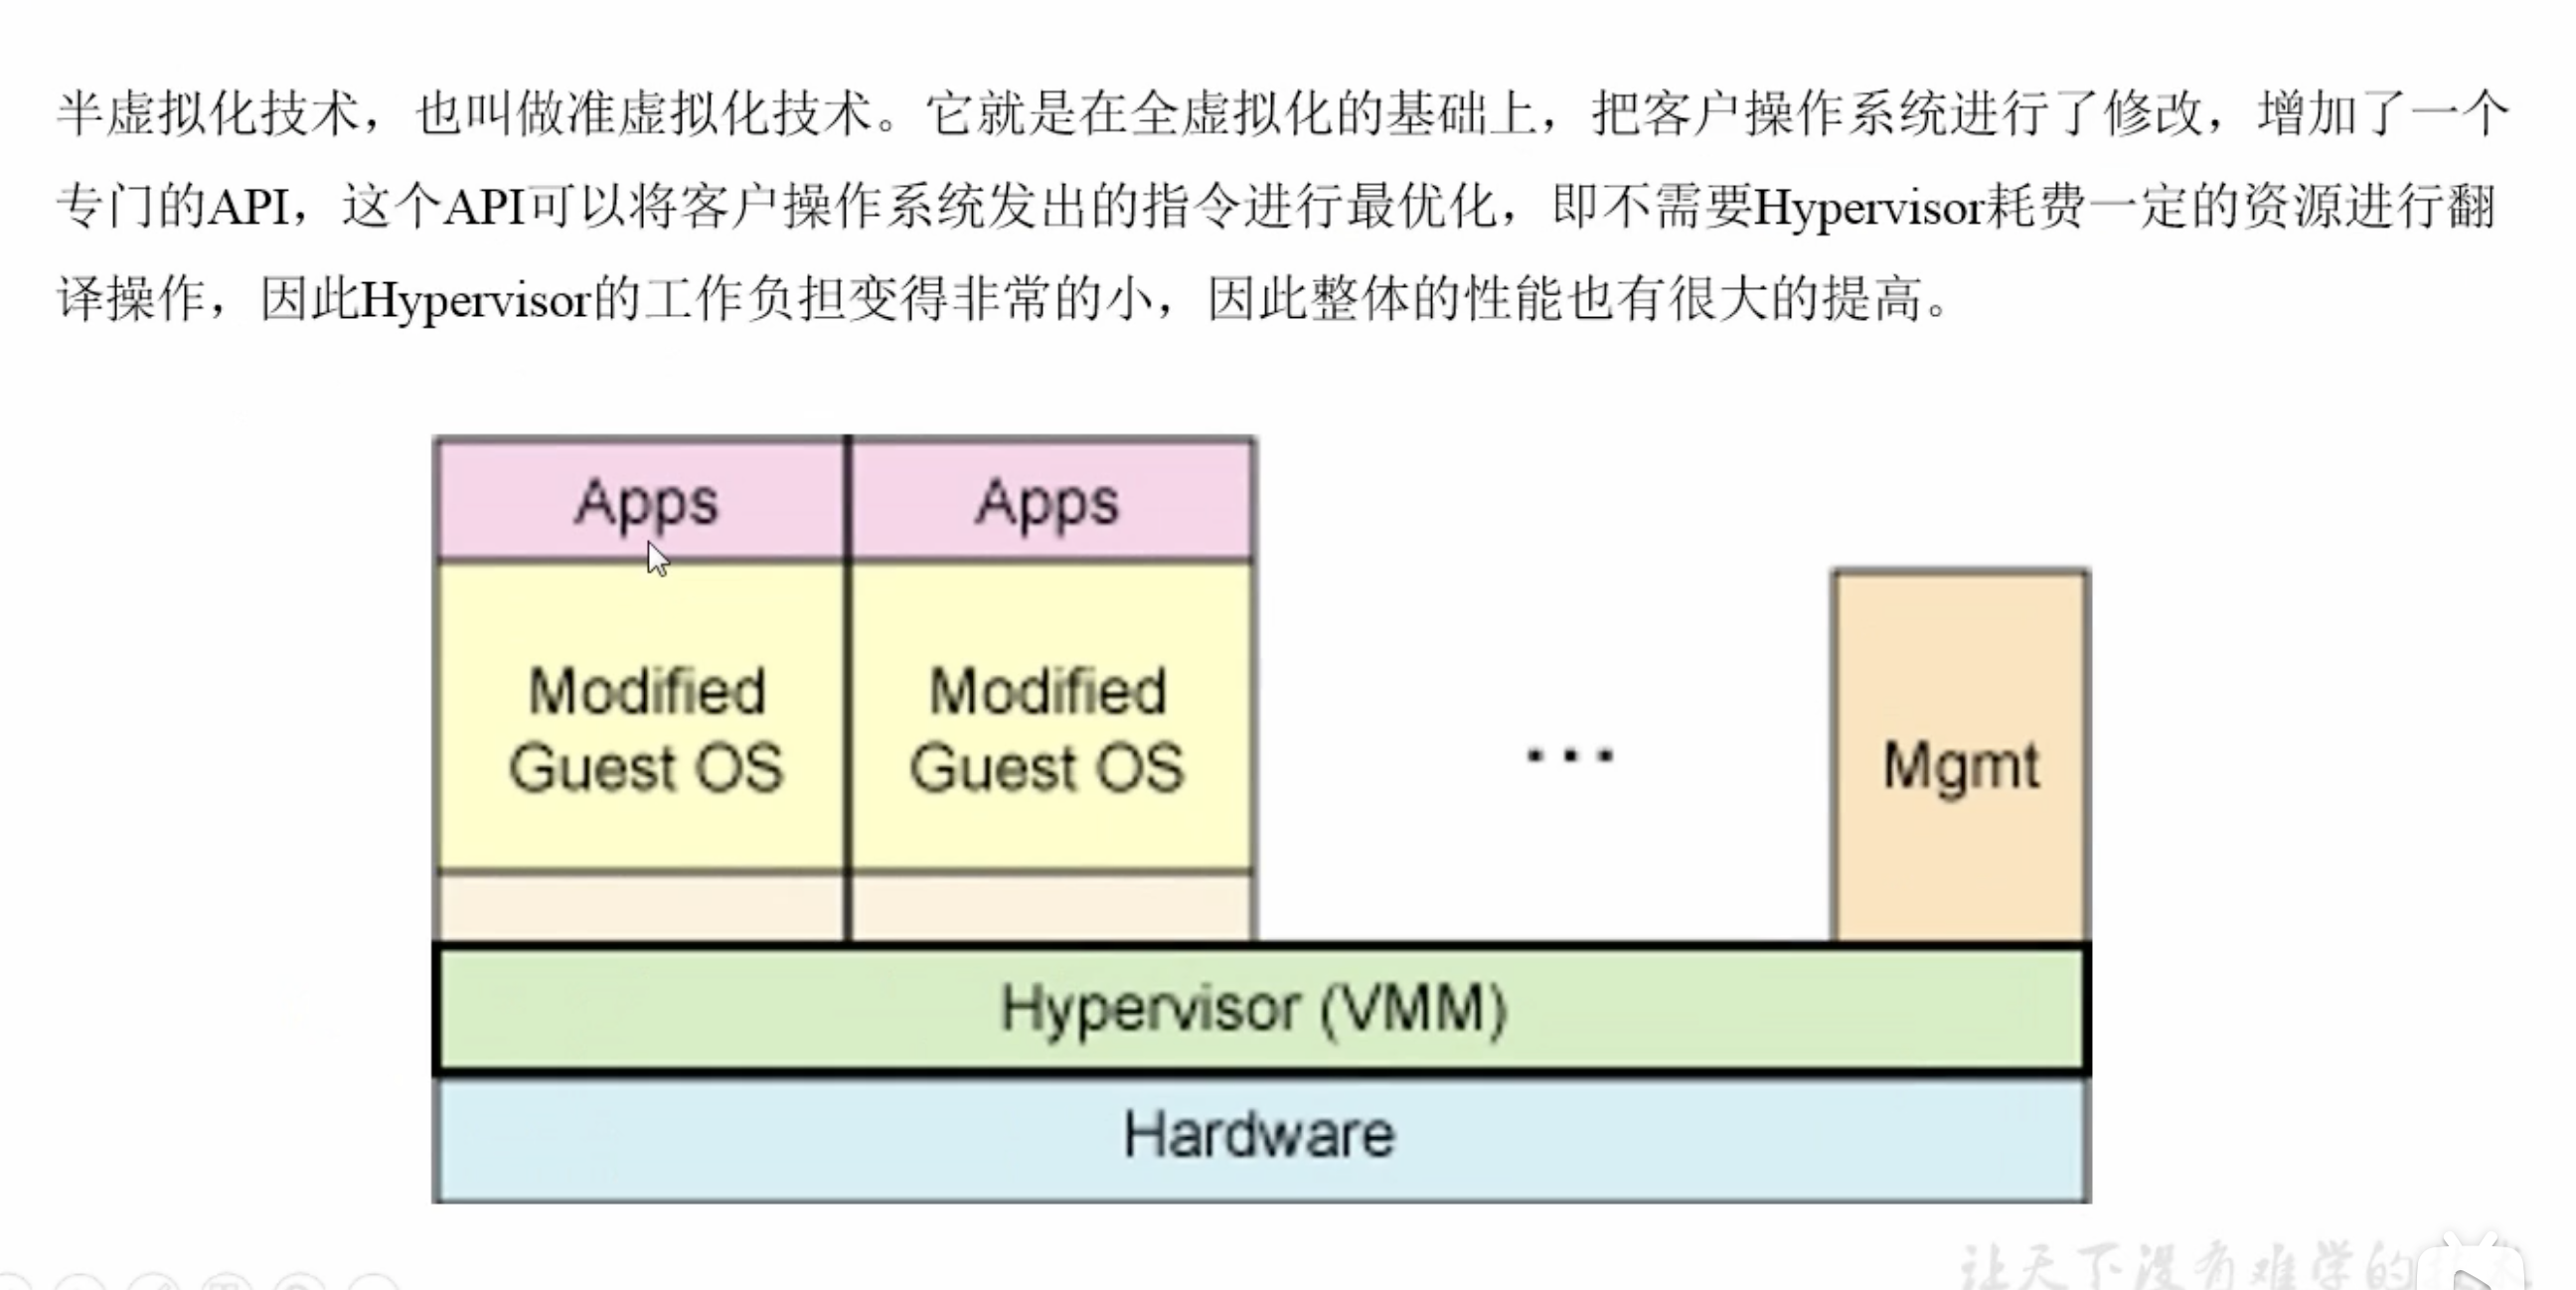 半虚拟化技术，也叫做准虚拟化技术。它就是在全虚拟化的基础上，把客户操作系统进行了修改，增加了一个
专门的API，这个API可以将客户操作系统发出的指令进行最优化，即不需要Hypervisor耗费一定的资源进行翻
译操作，因此Hypervisor的工作负担变得非常的小，因此整体的性能也有很大的提高。
Apps
Apps
Modified
Guest OS
Modified
Guest OS
...
Mgmt
Hypervisor (VMM)
Hardware
让天下没有难学的